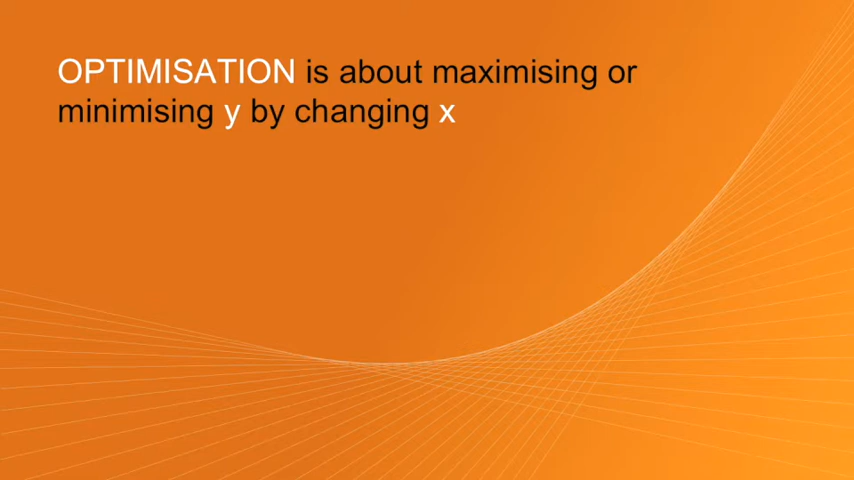 OPTIMISATION is about maximising or
minimising y by changing x